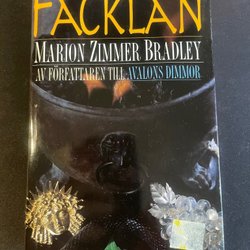 FACKLAN
MARION ZIMMER BRADLEY
AV FÖRFATTAREN TILL AVALONS DIMMOR